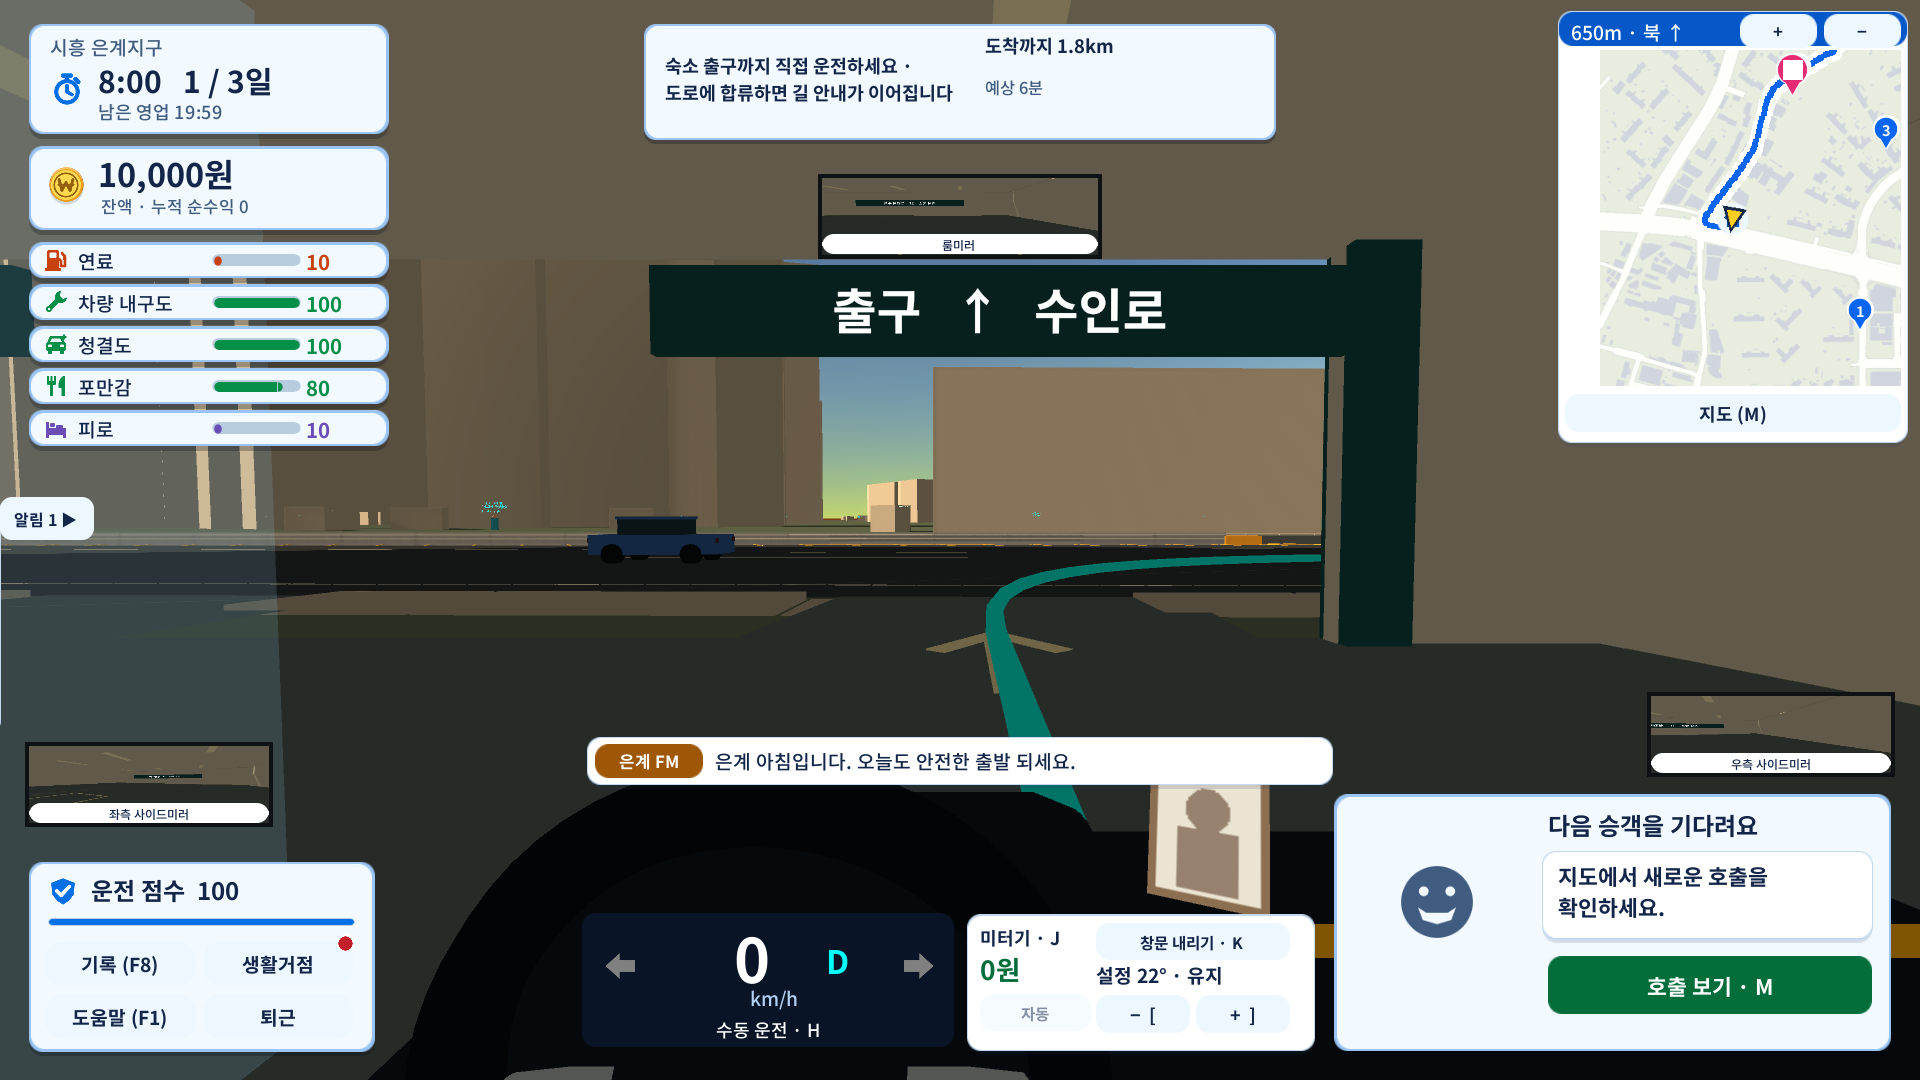 시흥 은계지구
8:00 1 / 3일
남은 영업 19:59
10,000원
잔액 · 누적 순수익 0
연료 10
차량 내구도 100
청결도 100
포만감 80
피로 10
알림 1 ▶
숙소 출구까지 직접 운전하세요 ·
도로에 합류하면 길 안내가 이어집니다
도착까지 1.8km
예상 6분
룸미러
출구 ↑ 수인로
650m · 북 ↑
+ −
3
1
지도 (M)
은계 FM 은계 아침입니다. 오늘도 안전한 출발 되세요.
좌측 사이드미러
우측 사이드미러
운전 점수 100
기록 (F8) 생활거점
도움말 (F1) 퇴근
0 D
km/h
수동 운전 · H
미터기 · J
0원
자동
창문 내리기 · K
설정 22° · 유지
− [ + ]
다음 승객을 기다려요
지도에서 새로운 호출을
확인하세요.
호출 보기 · M